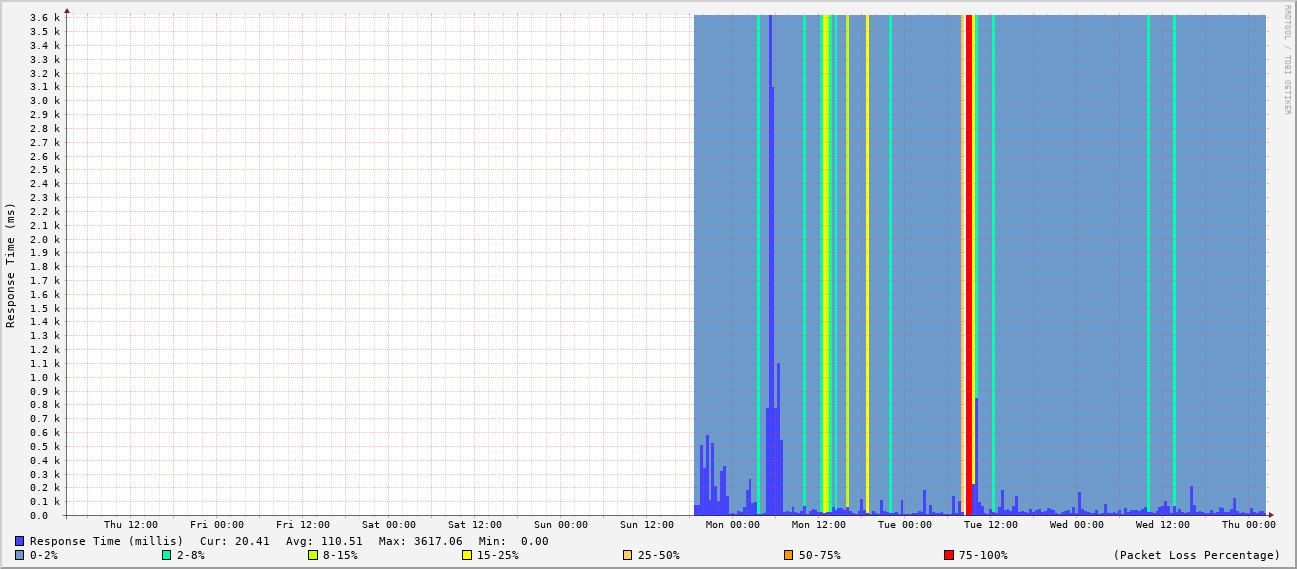 3.6 k
3.5 k
3.4 k
3.3 k
3.2 k
3.1 k
3.0 k
2.9 k
2.8 k
2.7 k
2.6 k
2.5 k
2.4 k
2.3 k
2.2 k
2.1 k
2.0 k
1.9 k
1.8 k
1.7 k
1.6 k
1.5 k
1.4 k
1.3 k
1.2 k
1.1 k
1.0 k
0.9 k
0.8 k
0.7 k
0.6 k
0.5 k
0.4 k
0.3 k
0.2 k
0.1 k
0.0
Response Time (ms)
RRDTOOL / TOBI OETIKER
Thu 12:00 Fri 00:00 Fri 12:00 Sat 00:00 Sat 12:00 Sun 00:00 Sun 12:00 Mon 00:00 Mon 12:00 Tue 00:00 Tue 12:00 Wed 00:00 Wed 12:00 Thu 00:00
Response Time (millis) Cur: 20.41 Avg: 110.51 Max: 3617.06 Min: 0.00
0-2% 2-8% 8-15% 15-25% 25-50% 50-75% 75-100% (Packet Loss Percentage)